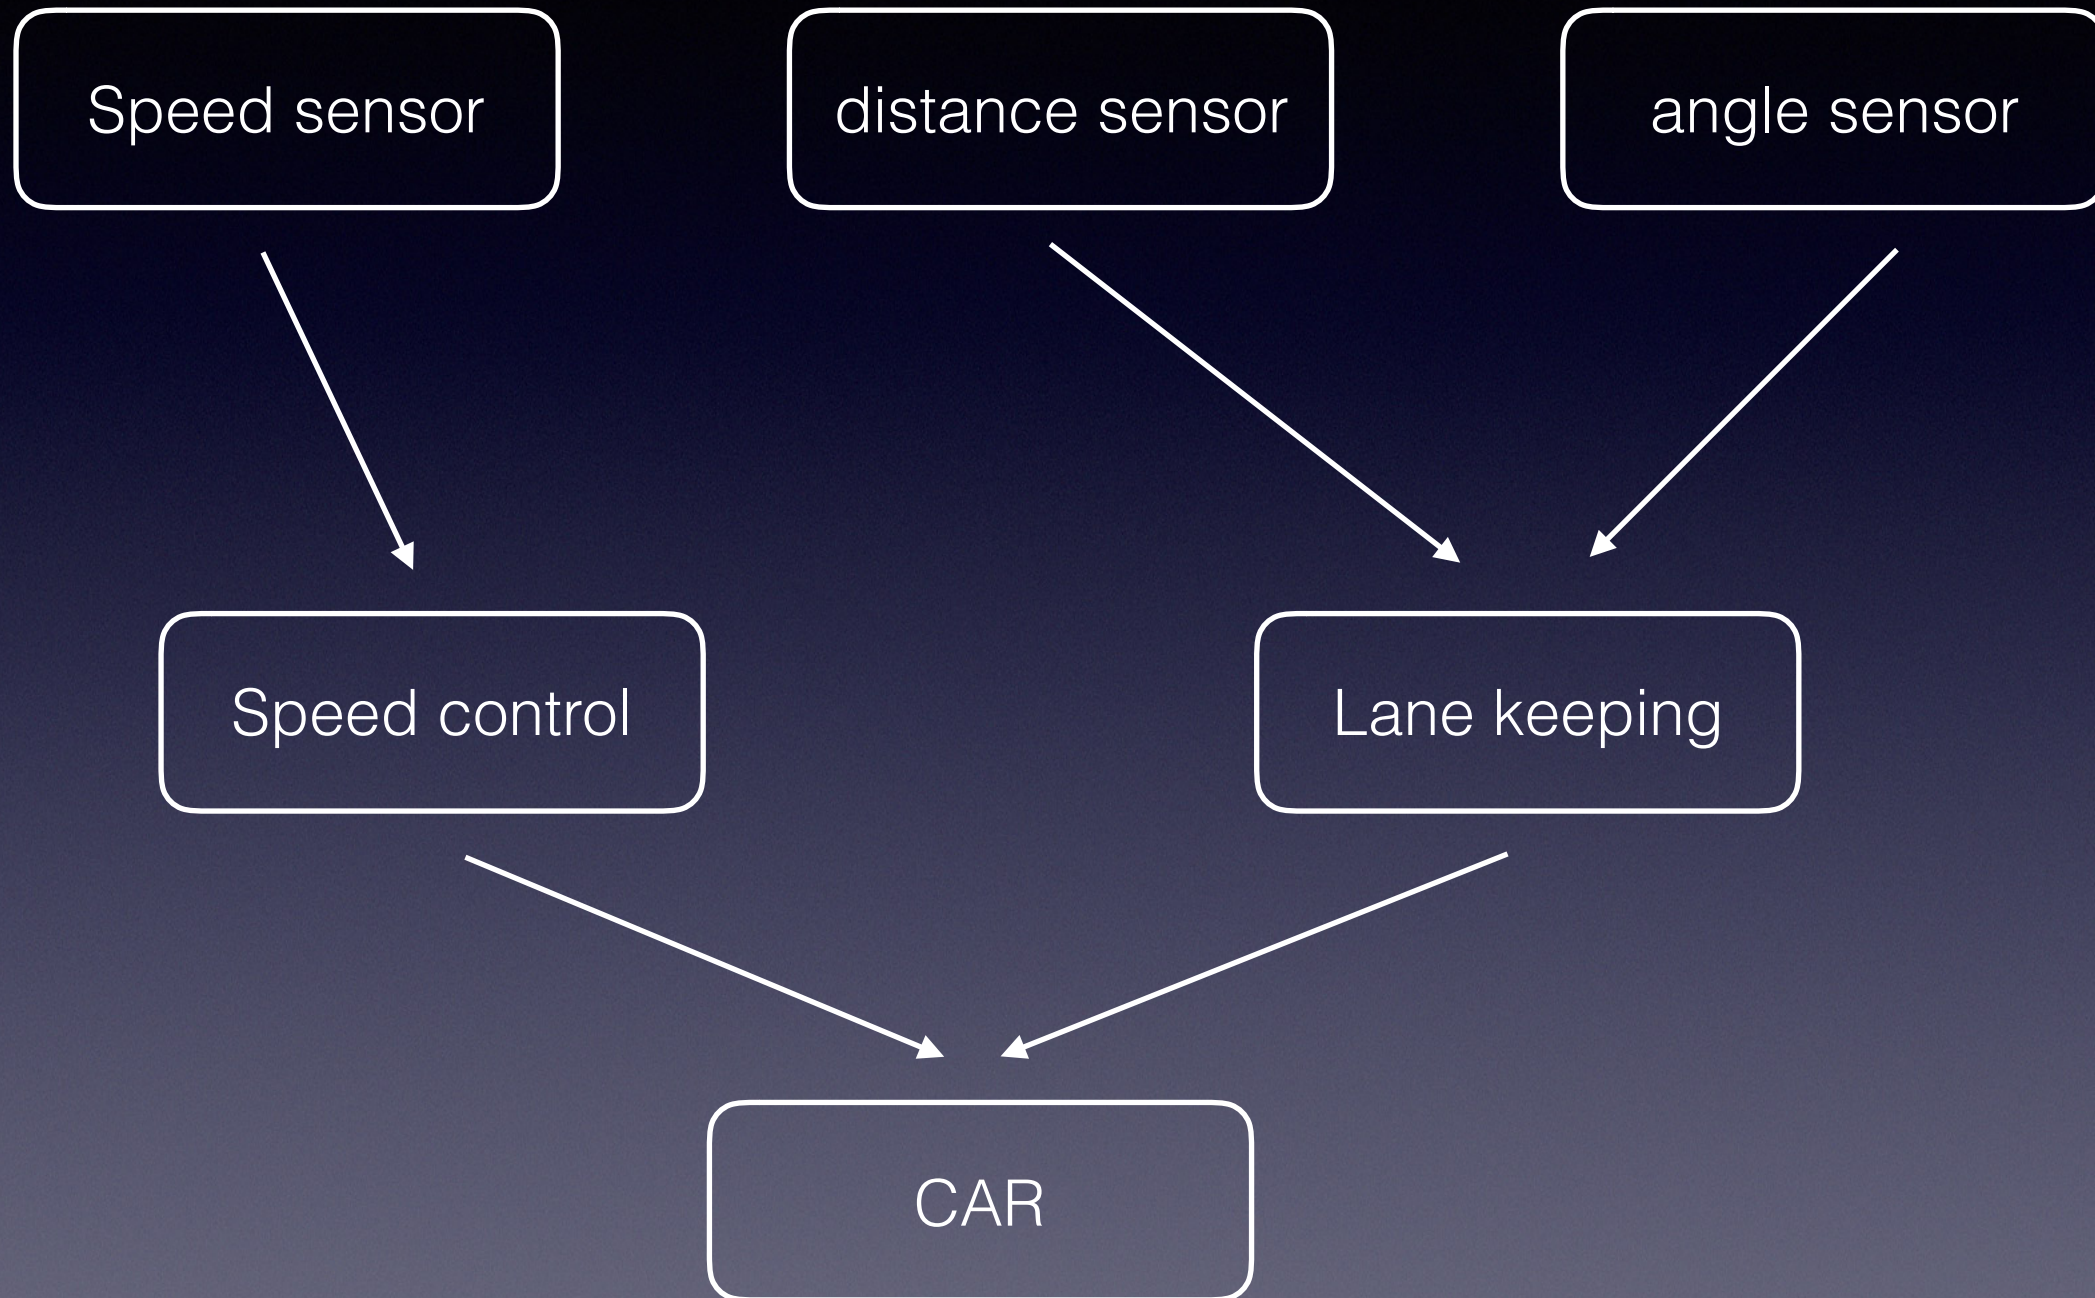 Speed sensor
distance sensor
angle sensor
Speed control
Lane keeping
CAR